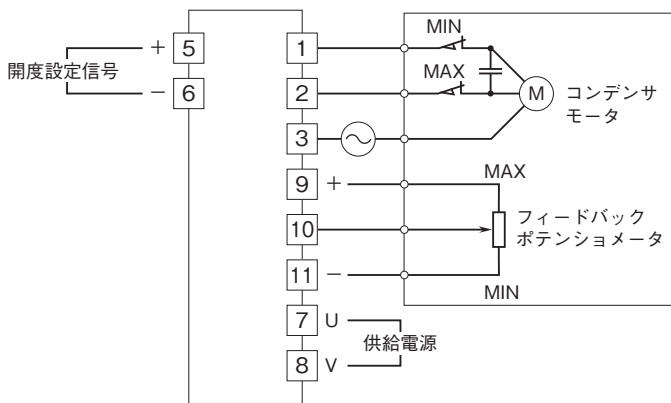 MIN
MAX
M
コンデンサ
モータ
開度設定信号
+ 5
− 6
1
2
3
9 +
10
11 −
7 U
8 V
供給電源
MAX
フィードバック
ポテンショメータ
MIN